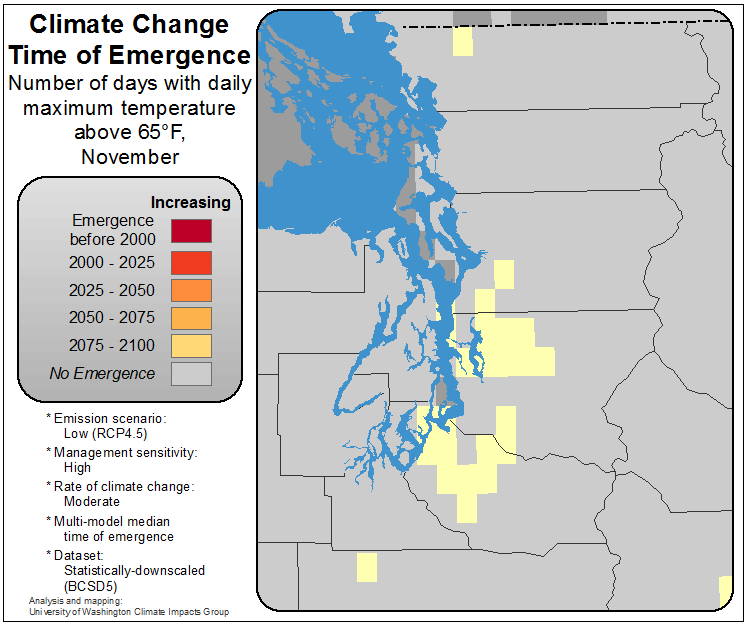 Climate Change
Time of Emergence
Number of days with daily
maximum temperature
above 65°F,
November
Increasing
Emergence
before 2000
2000 - 2025
2025 - 2050
2050 - 2075
2075 - 2100
No Emergence
* Emission scenario:
Low (RCP4.5)
* Management sensitivity:
High
* Rate of climate change:
Moderate
* Multi-model median
time of emergence
* Dataset:
Statistically-downscaled
(BCSD5)
Analysis and mapping:
University of Washington Climate Impacts Group